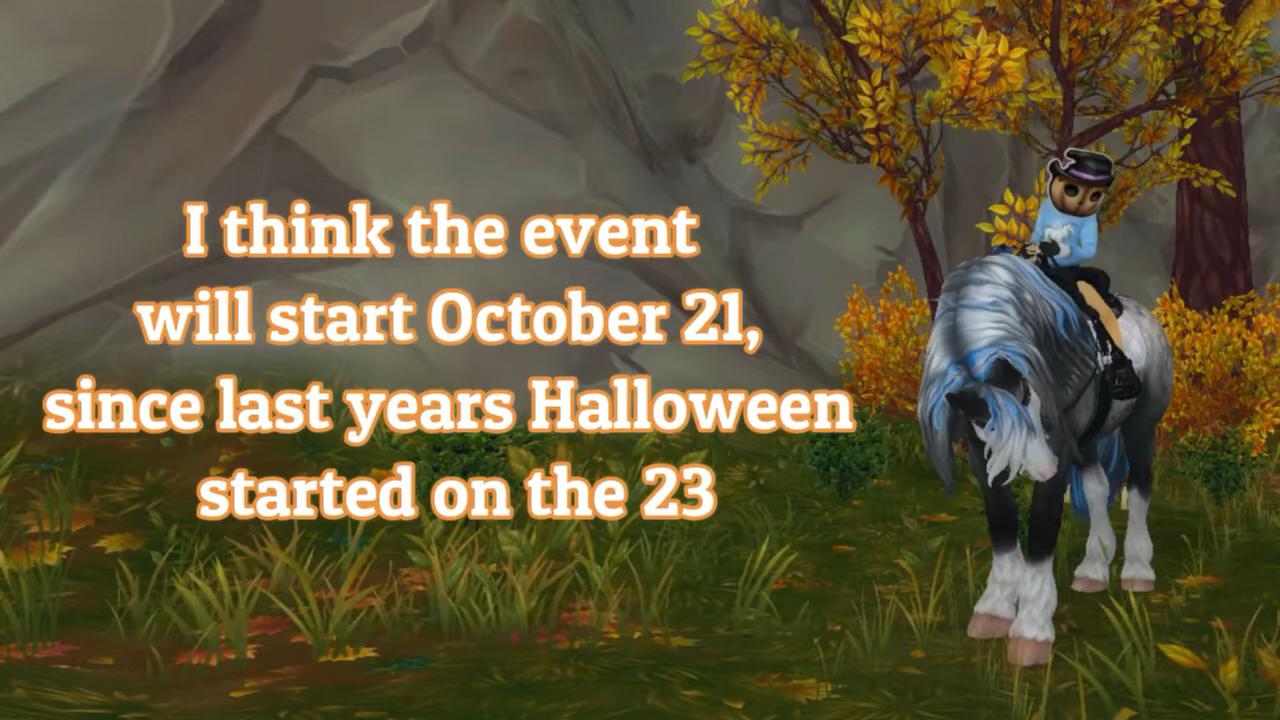 I think the event
will start October 21,
since last years Halloween
started on the 23